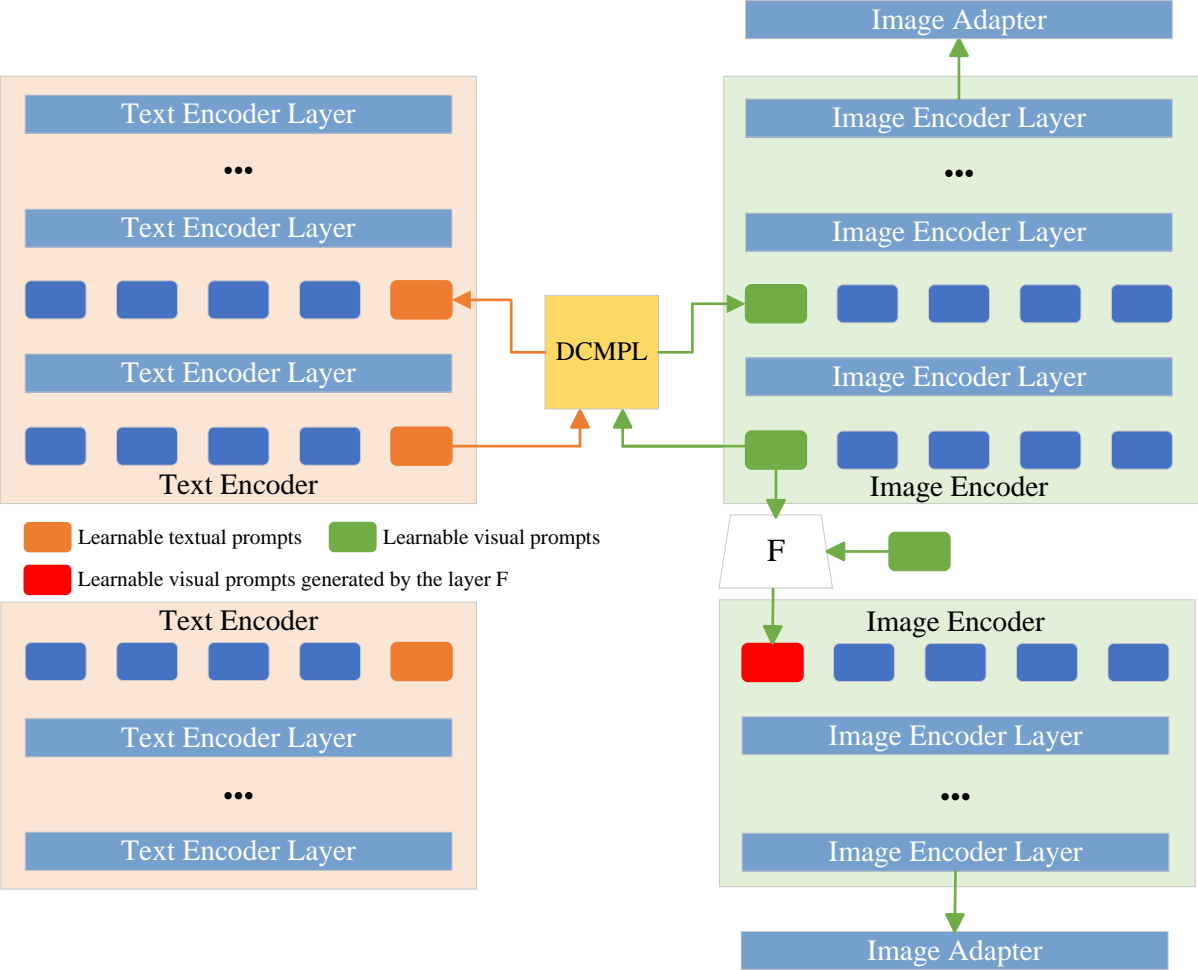 Image Adapter
Text Encoder Layer
Image Encoder Layer
...
...
Text Encoder Layer
Image Encoder Layer
DCMPL
Text Encoder Layer
Image Encoder Layer
Text Encoder
Image Encoder
Learnable textual prompts
Learnable visual prompts
F
Learnable visual prompts generated by the layer F
Text Encoder
Image Encoder
Text Encoder Layer
Image Encoder Layer
...
...
Text Encoder Layer
Image Encoder Layer
Image Adapter